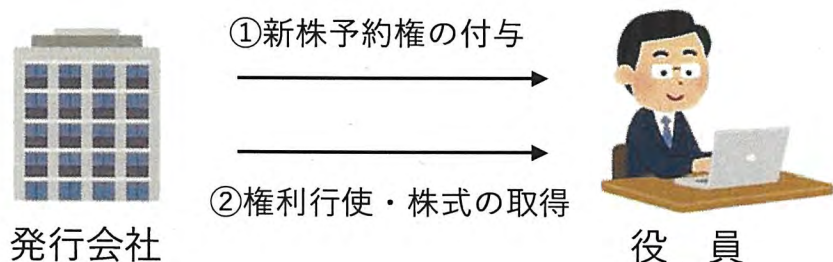 ①新株予約権の付与
②権利行使・株式の取得
発行会社
役　員